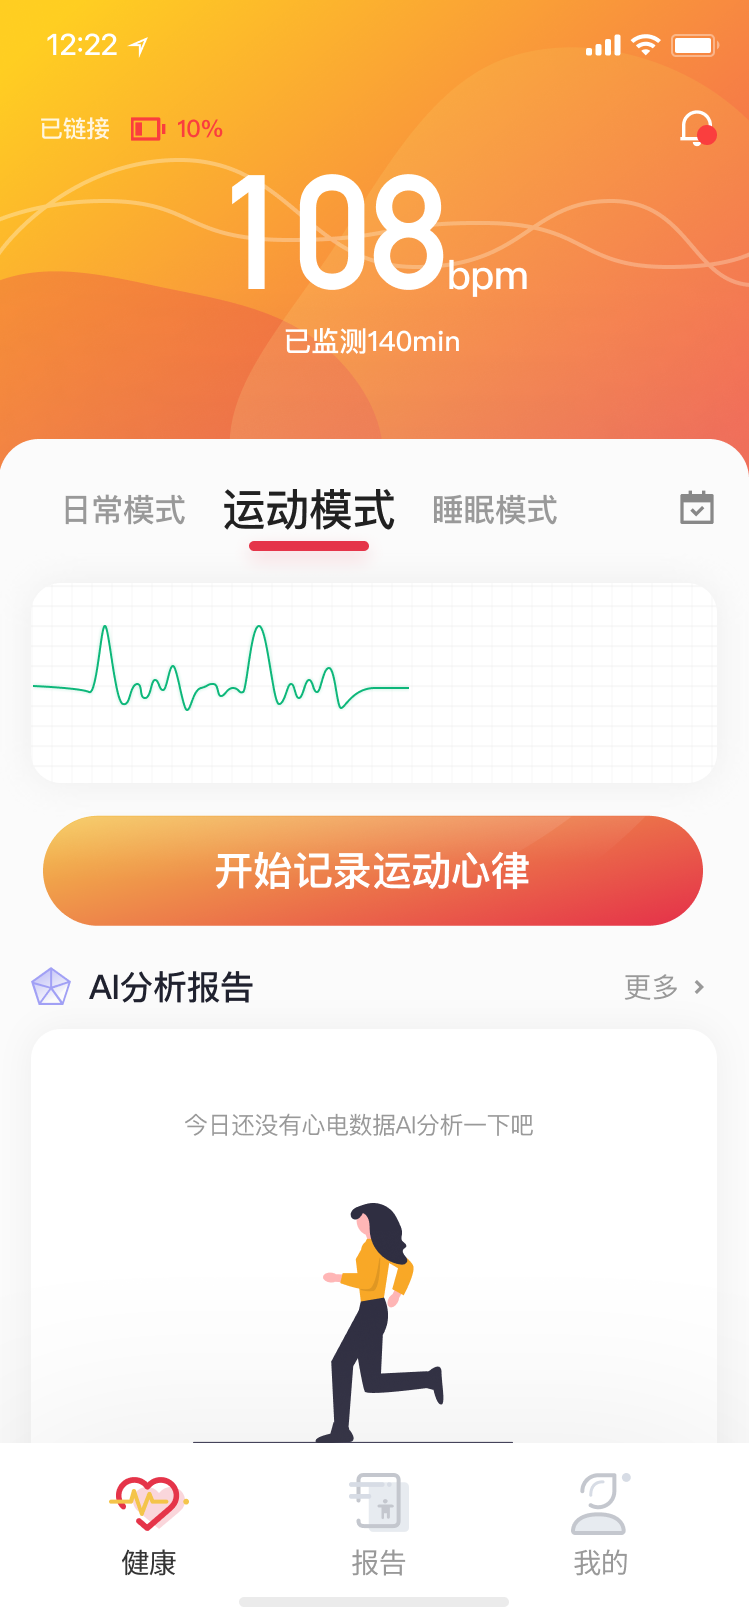 12:22
已链接 10%
108bpm
已监测140min
日常模式 运动模式 睡眠模式
开始记录运动心律
AI分析报告 更多
今日还没有心电数据AI分析一下吧
健康 报告 我的